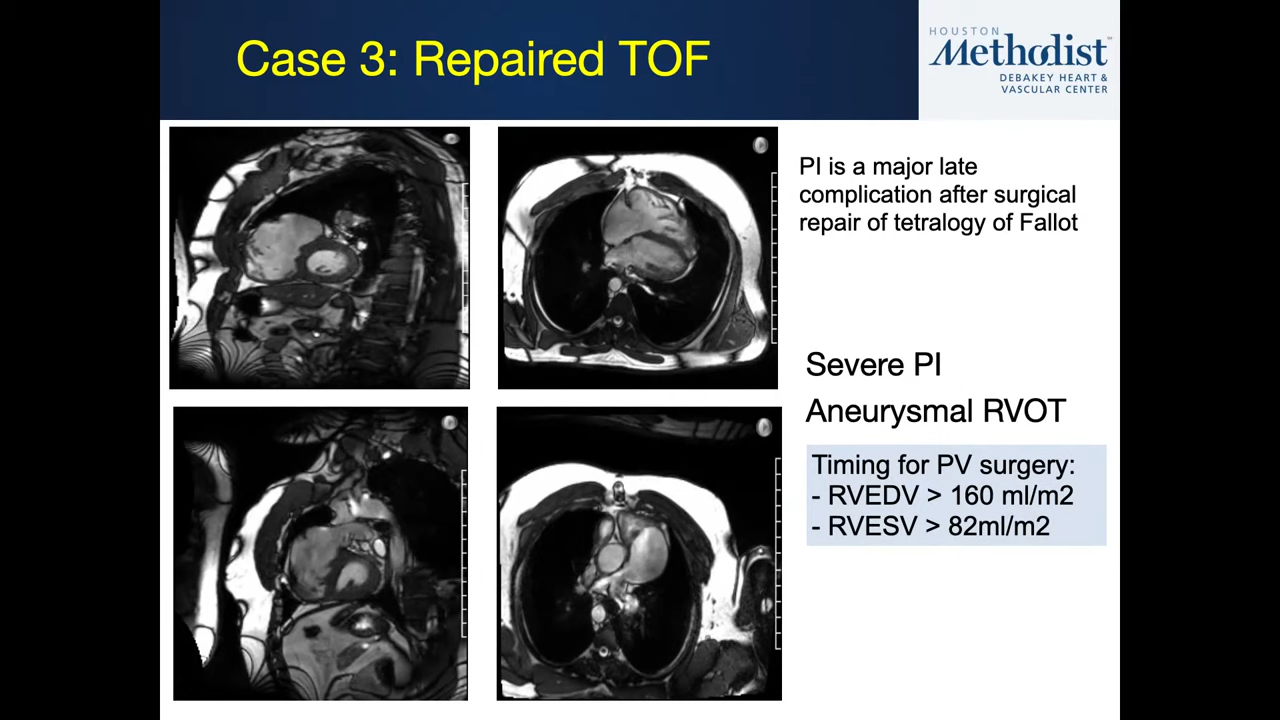 Case 3: Repaired TOF
HOUSTON
Methodist
DEBAKEY HEART &
VASCULAR CENTER
PI is a major late
complication after surgical
repair of tetralogy of Fallot
Severe PI
Aneurysmal RVOT
Timing for PV surgery:
- RVEDV > 160 ml/m2
- RVESV > 82ml/m2